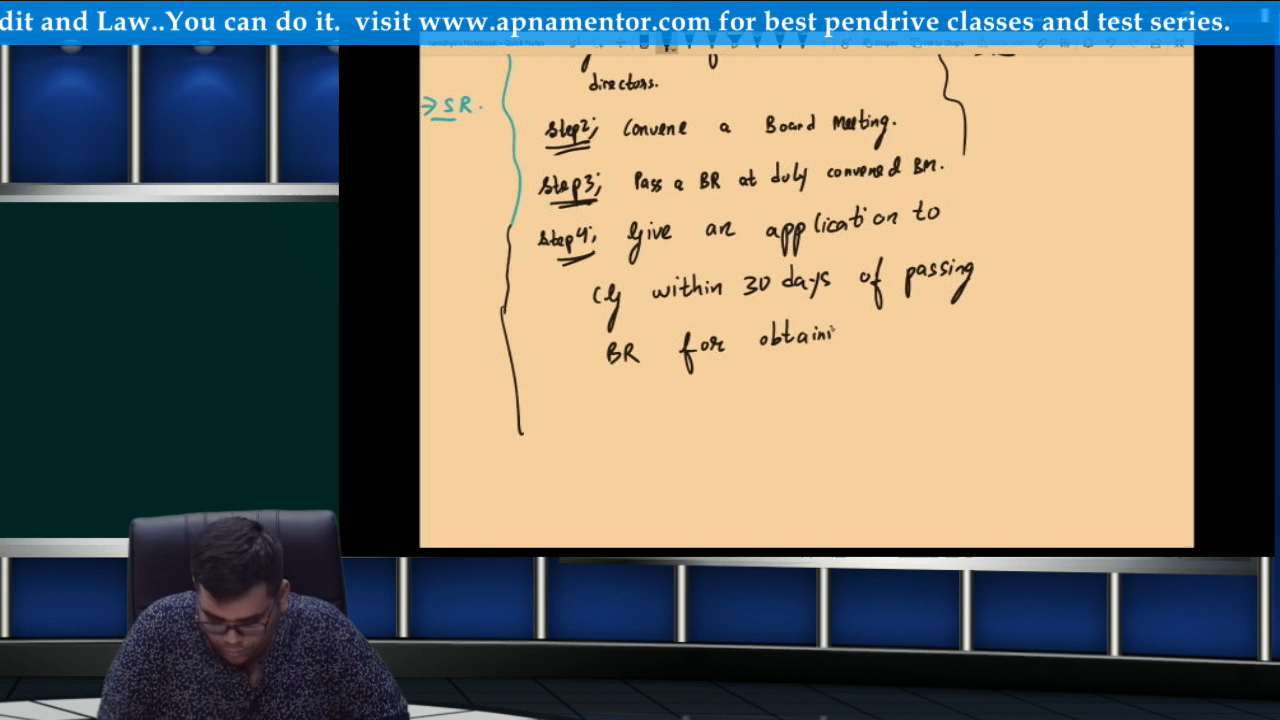 dit and Law..You can do it. visit www.apnamentor.com for best pendrive classes and test series.
directors.
→ SR.
Step2; Convene a Board Meeting.
Step3; Pass a BR at duly convened BM.
Step4; Give an application to
CG within 30 days of passing
BR for obtaini